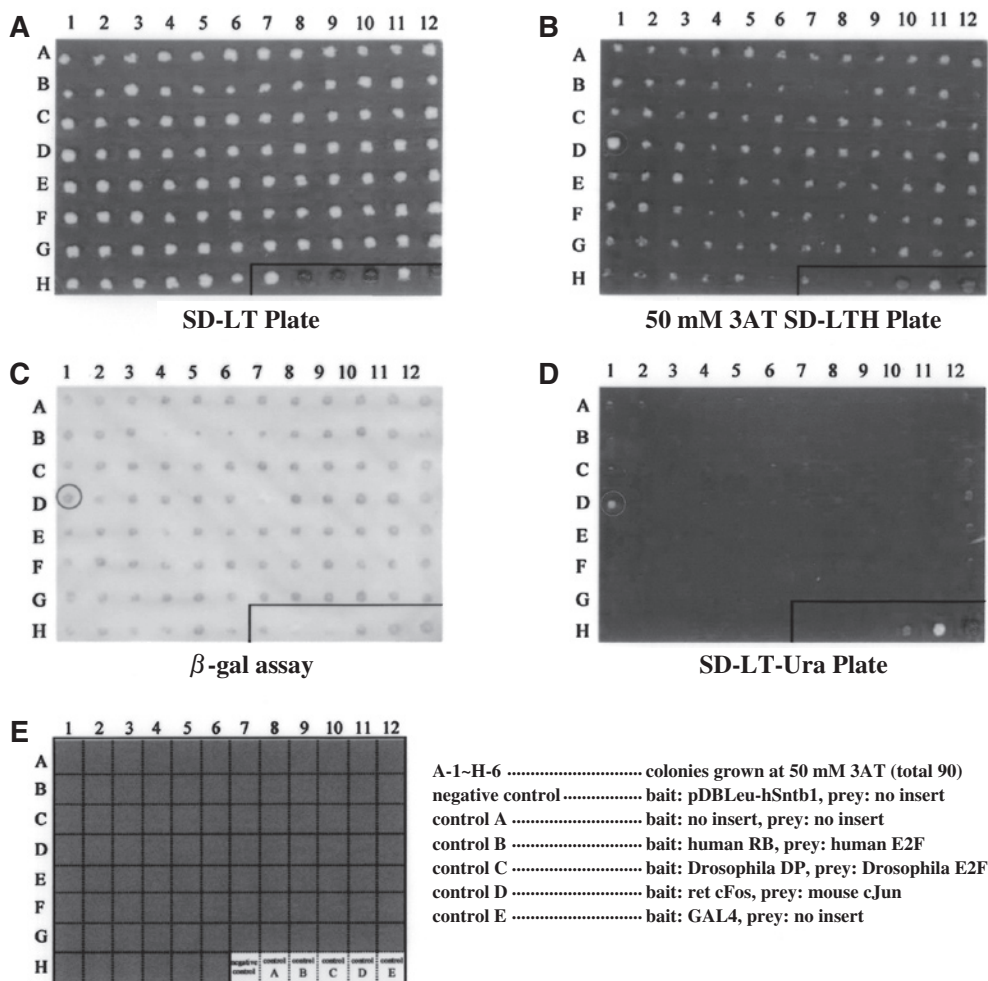 A
1 2 3 4 5 6 7 8 9 10 11 12
A
B
C
D
E
F
G
H
SD-LT Plate
B
1 2 3 4 5 6 7 8 9 10 11 12
A
B
C
D
E
F
G
H
50 mM 3AT SD-LTH Plate
C
1 2 3 4 5 6 7 8 9 10 11 12
A
B
C
D
E
F
G
H
β-gal assay
D
1 2 3 4 5 6 7 8 9 10 11 12
A
B
C
D
E
F
G
H
SD-LT-Ura Plate
E
1 2 3 4 5 6 7 8 9 10 11 12
A
B
C
D
E
F
G
H
negative control
control A
control B
control C
control D
control E
A-1~H-6 .............................. colonies grown at 50 mM 3AT (total 90)
negative control .................. bait: pDBLeu-hSntb1, prey: no insert
control A .............................. bait: no insert, prey: no insert
control B .............................. bait: human RB, prey: human E2F
control C .............................. bait: Drosophila DP, prey: Drosophila E2F
control D .............................. bait: ret cFos, prey: mouse cJun
control E .............................. bait: GAL4, prey: no insert